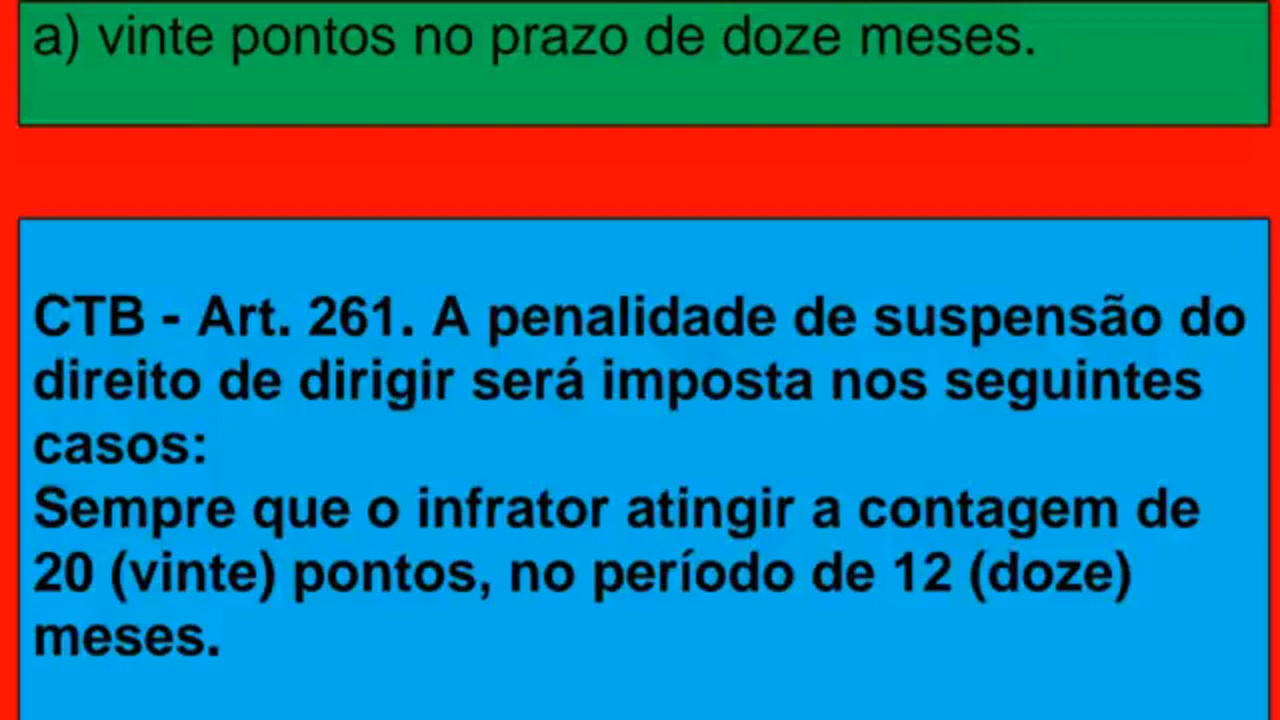 a) vinte pontos no prazo de doze meses.
CTB - Art. 261. A penalidade de suspensão do
direito de dirigir será imposta nos seguintes
casos:
Sempre que o infrator atingir a contagem de
20 (vinte) pontos, no período de 12 (doze)
meses.